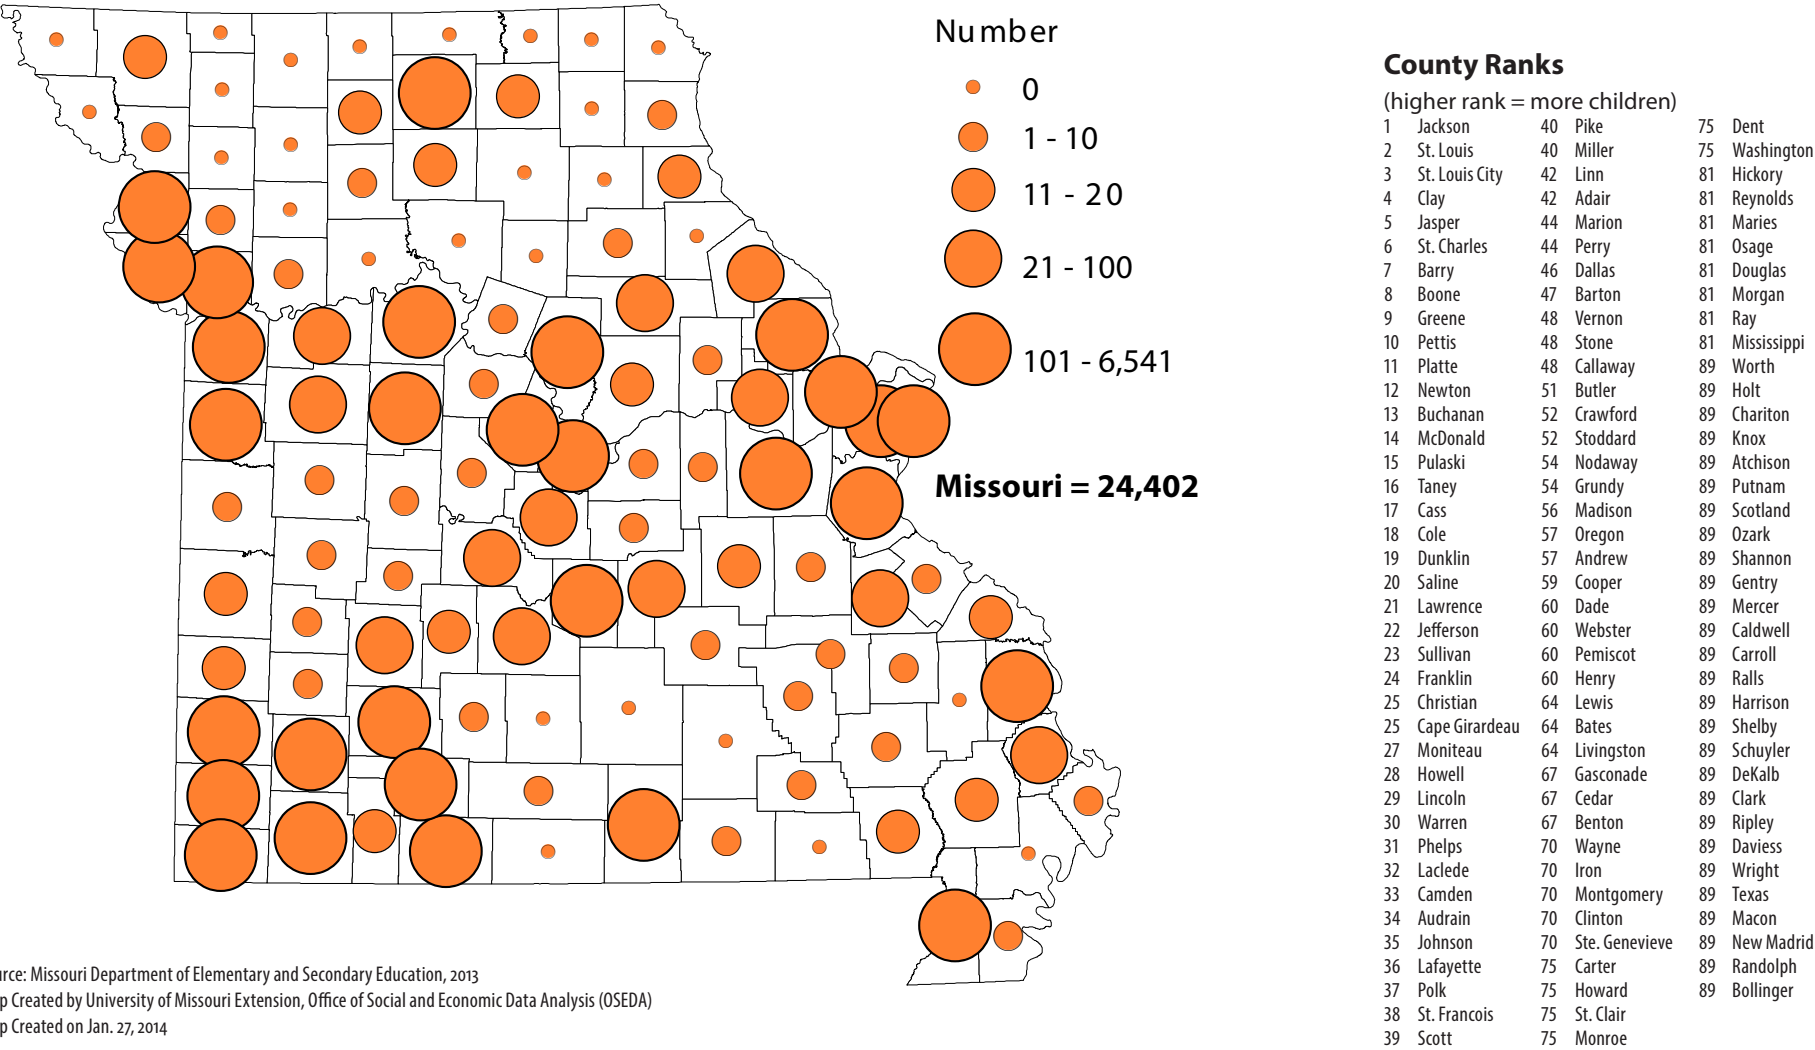 Number
0
1 - 10
11 - 20
21 - 100
101 - 6,541
Missouri = 24,402
County Ranks
(higher rank = more children)
1 Jackson
2 St. Louis
3 St. Louis City
4 Clay
5 Jasper
6 St. Charles
7 Barry
8 Boone
9 Greene
10 Pettis
11 Platte
12 Newton
13 Buchanan
14 McDonald
15 Pulaski
16 Taney
17 Cass
18 Cole
19 Dunklin
20 Saline
21 Lawrence
22 Jefferson
23 Sullivan
24 Franklin
25 Christian
25 Cape Girardeau
27 Moniteau
28 Howell
29 Lincoln
30 Warren
31 Phelps
32 Laclede
33 Camden
34 Audrain
35 Johnson
36 Lafayette
37 Polk
38 St. Francois
39 Scott
40 Pike
40 Miller
42 Linn
42 Adair
44 Marion
44 Perry
46 Dallas
47 Barton
48 Vernon
48 Stone
48 Callaway
51 Butler
52 Crawford
52 Stoddard
54 Nodaway
54 Grundy
56 Madison
57 Oregon
57 Andrew
59 Cooper
60 Dade
60 Webster
60 Pemiscot
60 Henry
64 Lewis
64 Bates
64 Livingston
67 Gasconade
67 Cedar
67 Benton
70 Wayne
70 Iron
70 Montgomery
70 Clinton
70 Ste. Genevieve
75 Carter
75 Howard
75 St. Clair
75 Monroe
75 Dent
75 Washington
81 Hickory
81 Reynolds
81 Maries
81 Osage
81 Douglas
81 Morgan
81 Ray
81 Mississippi
89 Worth
89 Holt
89 Chariton
89 Knox
89 Atchison
89 Putnam
89 Scotland
89 Ozark
89 Shannon
89 Gentry
89 Mercer
89 Caldwell
89 Carroll
89 Ralls
89 Harrison
89 Shelby
89 Schuyler
89 DeKalb
89 Clark
89 Ripley
89 Daviess
89 Wright
89 Texas
89 Macon
89 New Madrid
89 Randolph
89 Bollinger
urce: Missouri Department of Elementary and Secondary Education, 2013
p Created by University of Missouri Extension, Office of Social and Economic Data Analysis (OSEDA)
p Created on Jan. 27, 2014